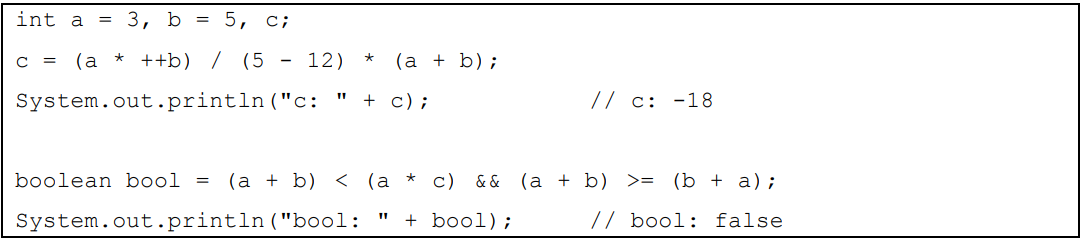 int a = 3, b = 5, c;
c = (a * ++b) / (5 - 12) * (a + b);
System.out.println("c: " + c);             // c: -18
boolean bool = (a + b) < (a * c) && (a + b) >= (b + a);
System.out.println("bool: " + bool);      // bool: false